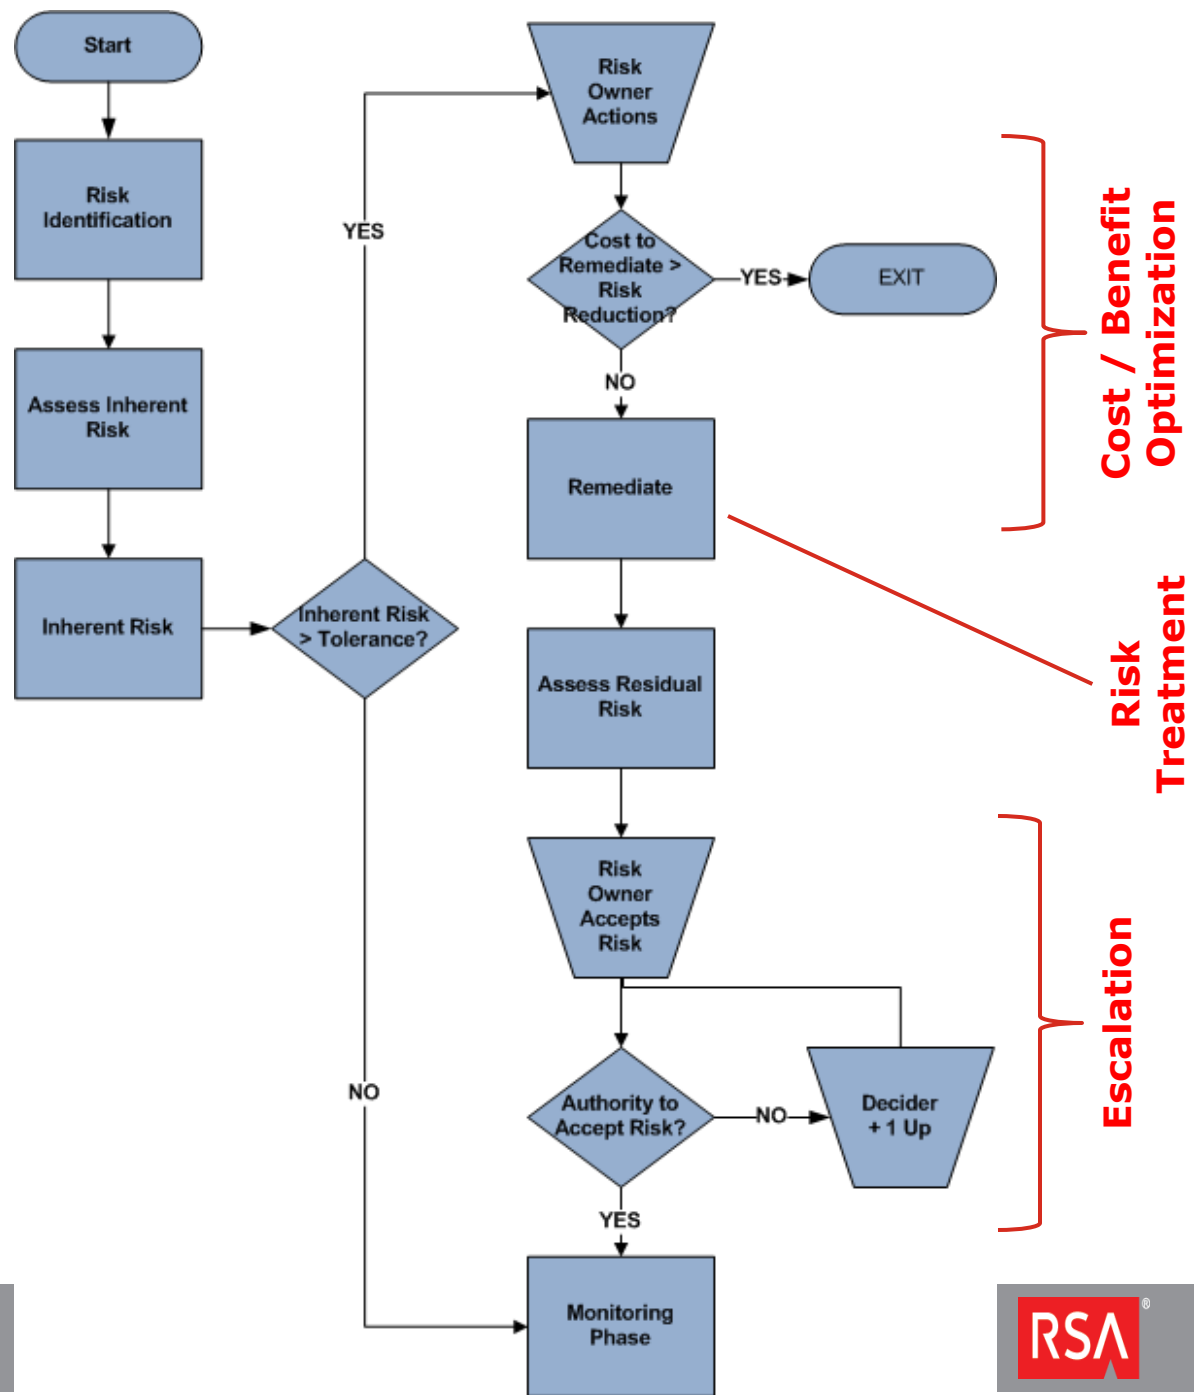 Start
Risk
Identification
Assess Inherent
Risk
Inherent Risk
Inherent Risk
> Tolerance?
YES
NO
Risk
Owner
Actions
Cost to
Remediate >
Risk
Reduction?
YES
EXIT
NO
Remediate
Assess Residual
Risk
Risk
Owner
Accepts
Risk
Authority to
Accept Risk?
NO
Decider
+ 1 Up
YES
Monitoring
Phase
Cost / Benefit
Optimization
Risk
Treatment
Escalation
RSA®